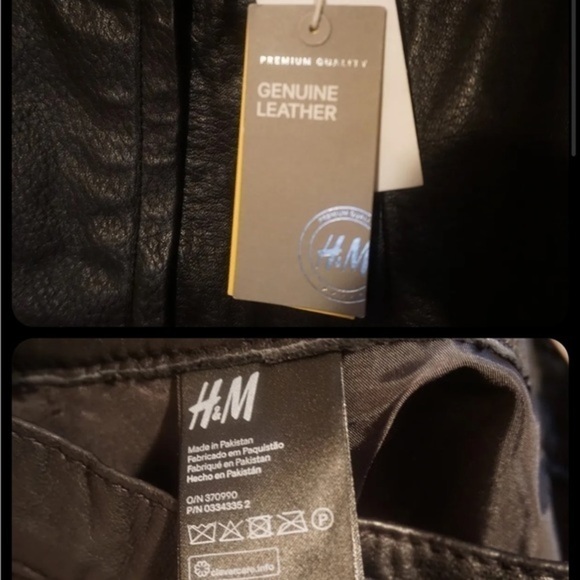 PREMIUM QUALITY
GENUINE
LEATHER
H&M
H&M
Made in Pakistan
Fabricado em Paquistão
Fabriqué en Pakistan
Hecho en Pakistán
O/N 370990
P/N 0334335 2
P
clevercare.info